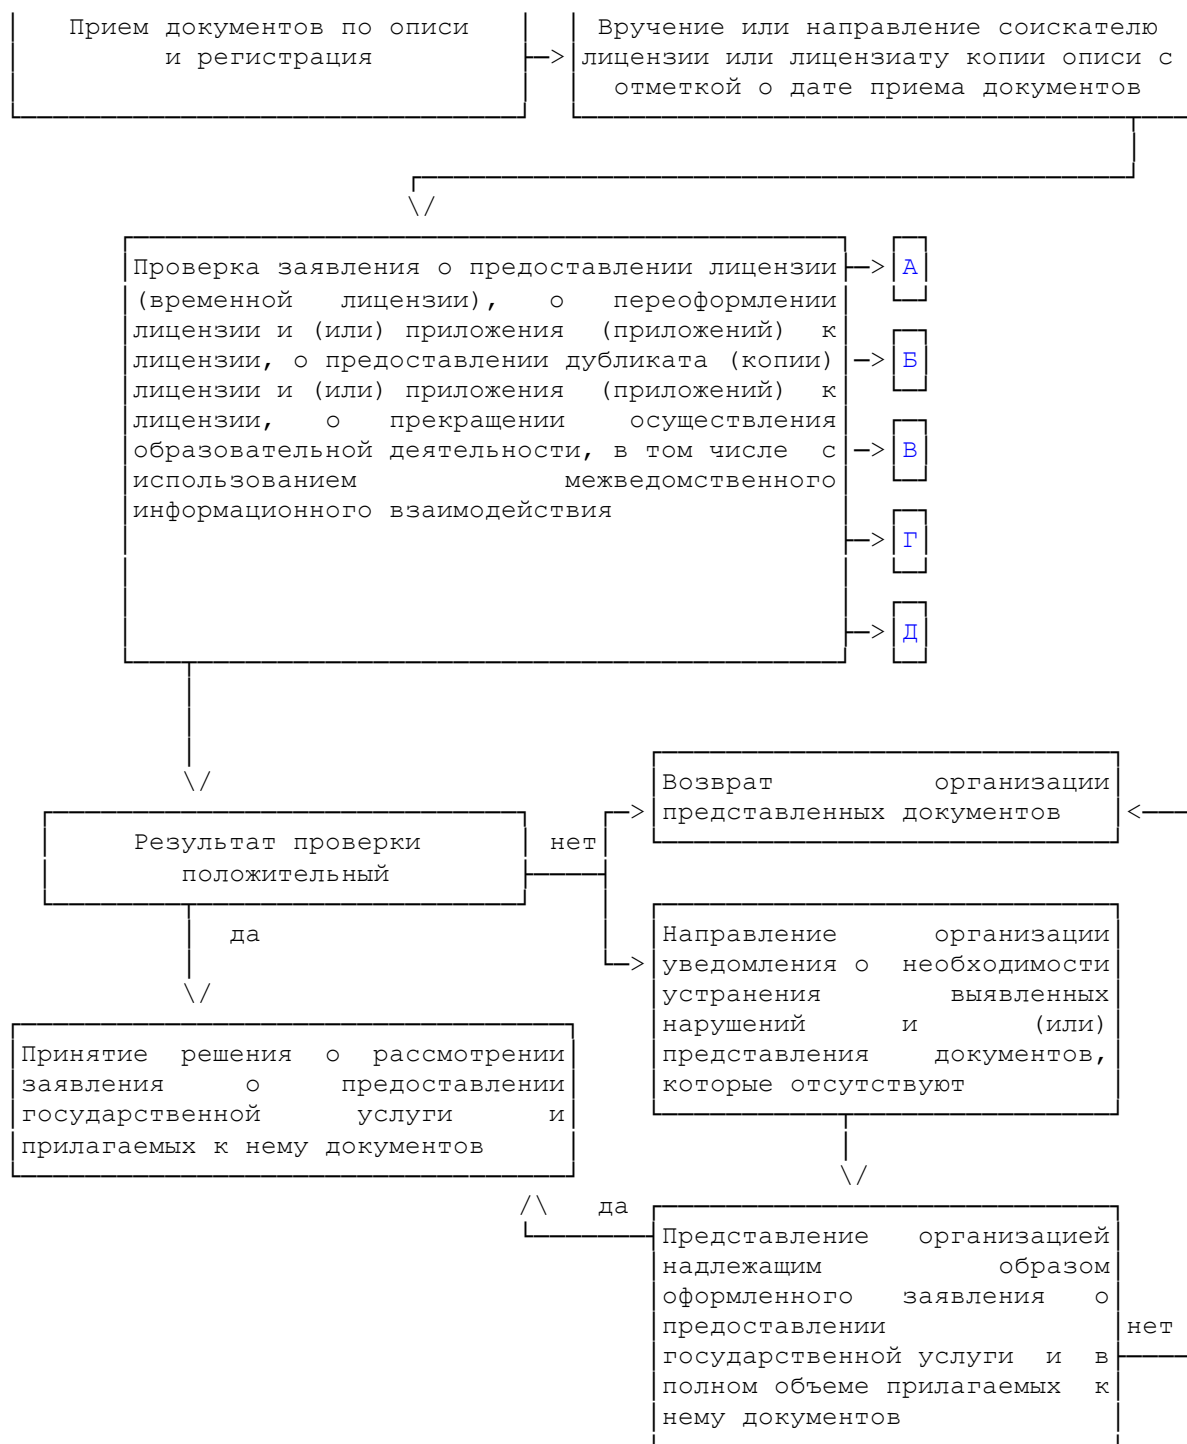 Прием документов по описи
и регистрация
Вручение или направление соискателю
лицензии или лицензиату копии описи с
отметкой о дате приема документов
Проверка заявления о предоставлении лицензии
(временной лицензии), о переоформлении
лицензии и (или) приложения (приложений) к
лицензии, о предоставлении дубликата (копии)
лицензии и (или) приложения (приложений) к
лицензии, о прекращении осуществления
образовательной деятельности, в том числе с
использованием межведомственного
информационного взаимодействия
А
Б
В
Г
Д
Возврат организации
представленных документов
Результат проверки
положительный
нет
да
Направление организации
уведомления о необходимости
устранения выявленных
нарушений и (или)
представления документов,
которые отсутствуют
Принятие решения о рассмотрении
заявления о предоставлении
государственной услуги и
прилагаемых к нему документов
да
Представление организацией
надлежащим образом
оформленного заявления о
предоставлении
государственной услуги и в
полном объеме прилагаемых к
нему документов
нет